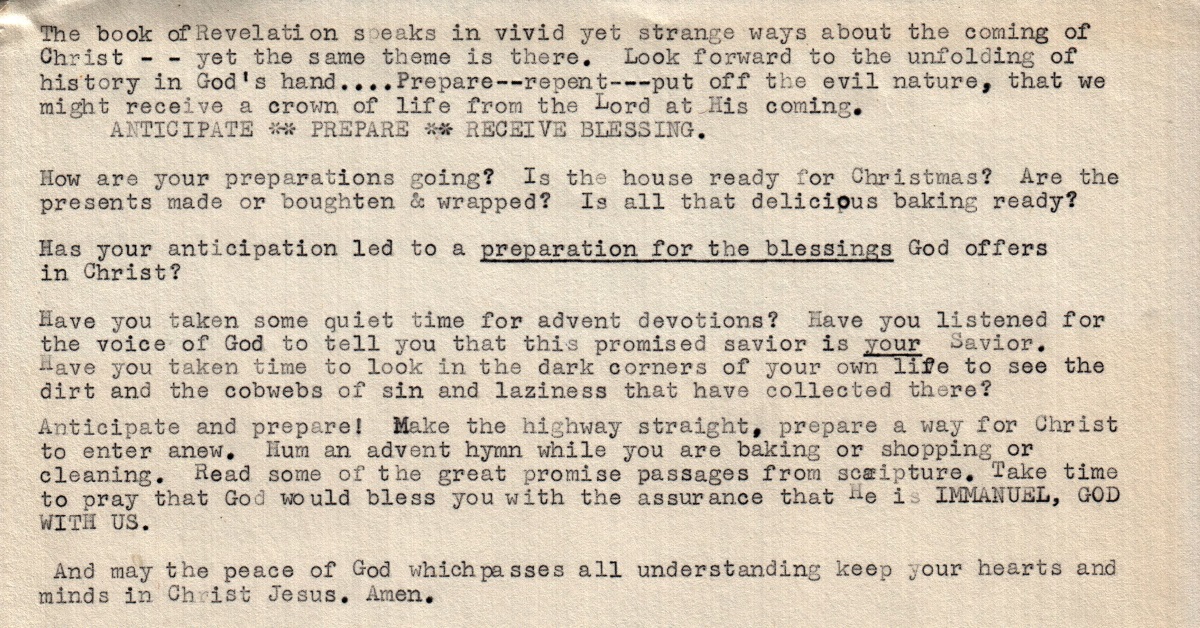 The book of Revelation speaks in vivid yet strange ways about the coming of
Christ - - yet the same theme is there. Look forward to the unfolding of
history in God's hand....Prepare--repent---put off the evil nature, that we
might receive a crown of life from the Lord at His coming.
ANTICIPATE ** PREPARE ** RECEIVE BLESSING.
How are your preparations going? Is the house ready for Christmas? Are the
presents made or boughten & wrapped? Is all that delicious baking ready?
Has your anticipation led to a preparation for the blessings God offers
in Christ?
Have you taken some quiet time for advent devotions? Have you listened for
the voice of God to tell you that this promised savior is your Savior.
Have you taken time to look in the dark corners of your own life to see the
dirt and the cobwebs of sin and laziness that have collected there?
Anticipate and prepare! Make the highway straight, prepare a way for Christ
to enter anew. Hum an advent hymn while you are baking or shopping or
cleaning. Read some of the great promise passages from scripture. Take time
to pray that God would bless you with the assurance that He is IMMANUEL, GOD
WITH US.
And may the peace of God which passes all understanding keep your hearts and
minds in Christ Jesus. Amen.